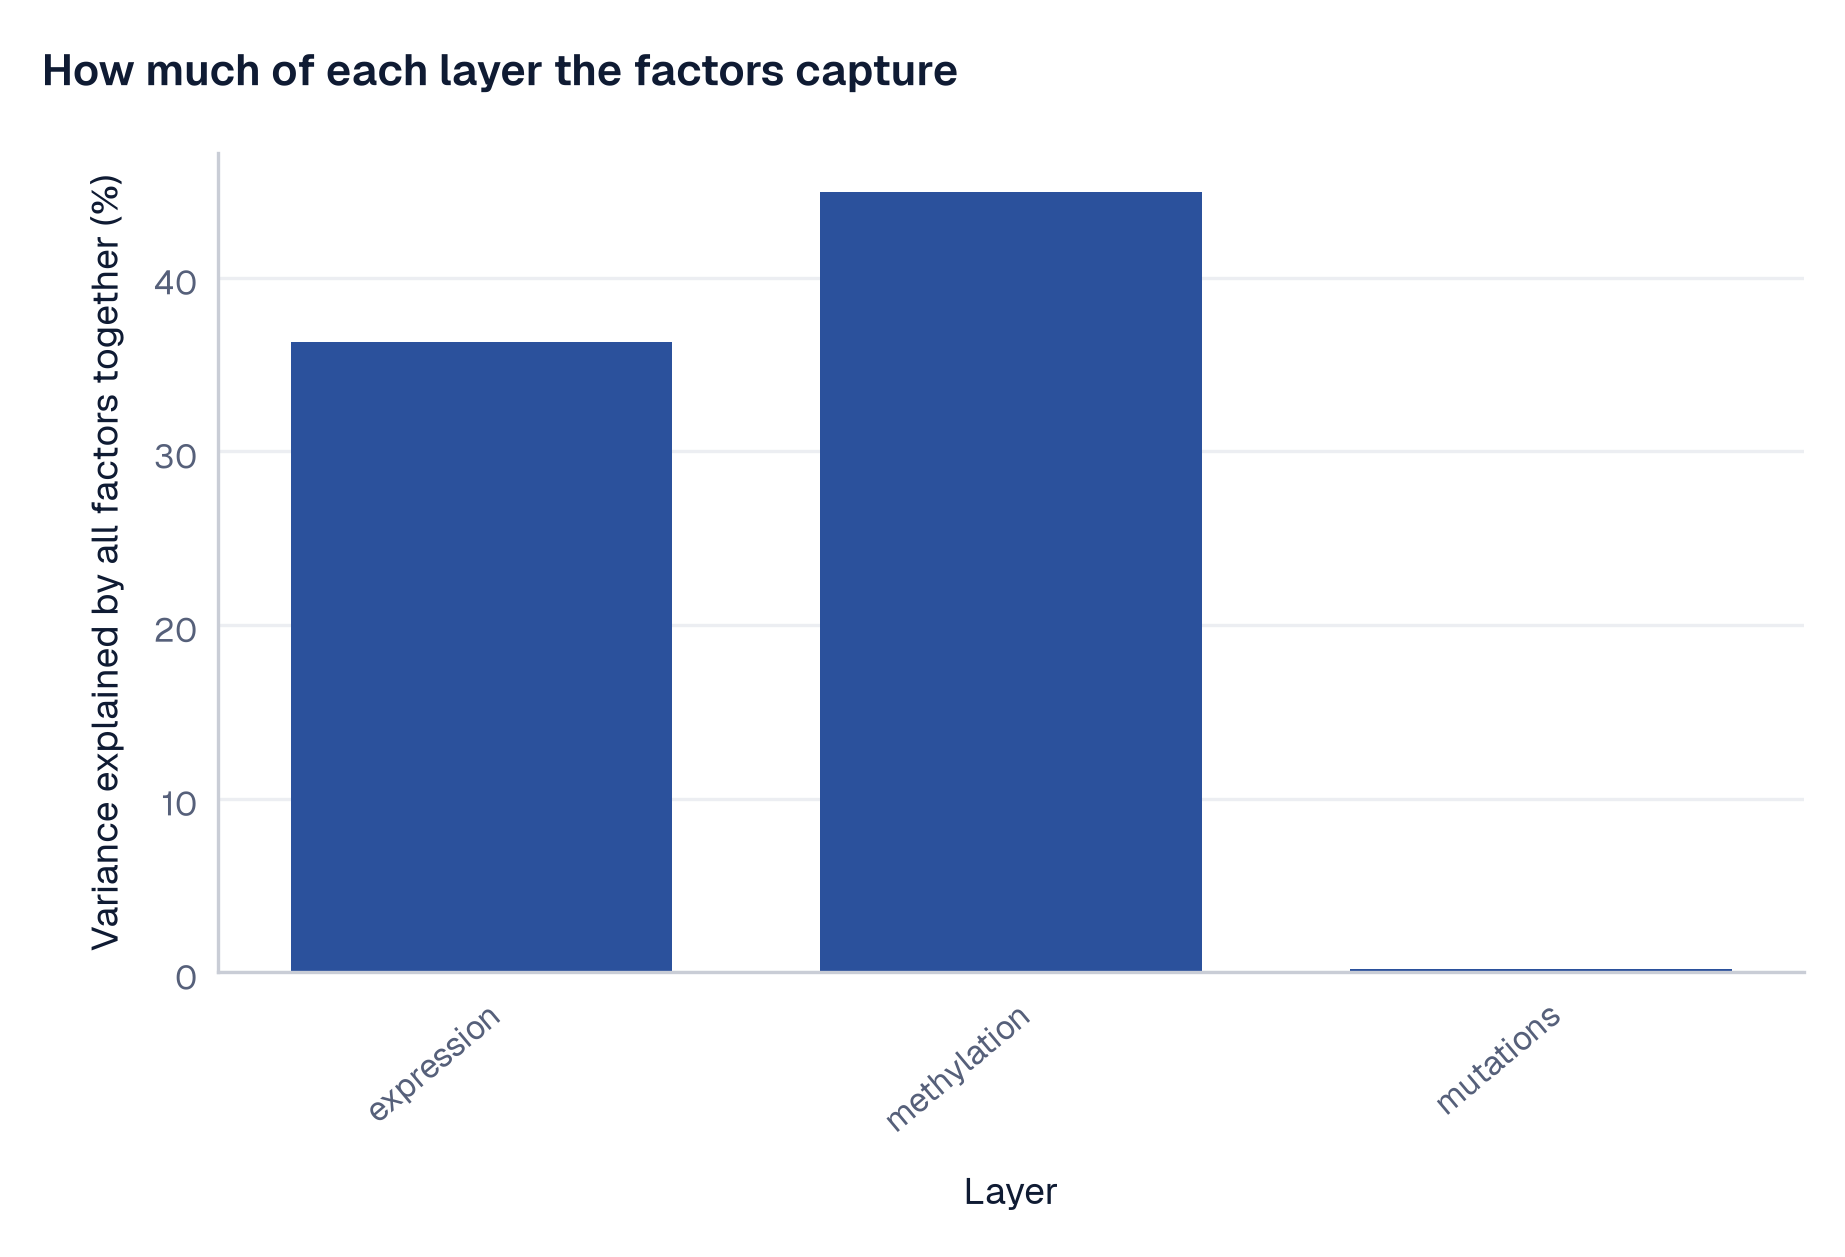 How much of each layer the factors capture
Variance explained by all factors together (%)
40
30
20
10
0
expression
methylation
mutations
Layer